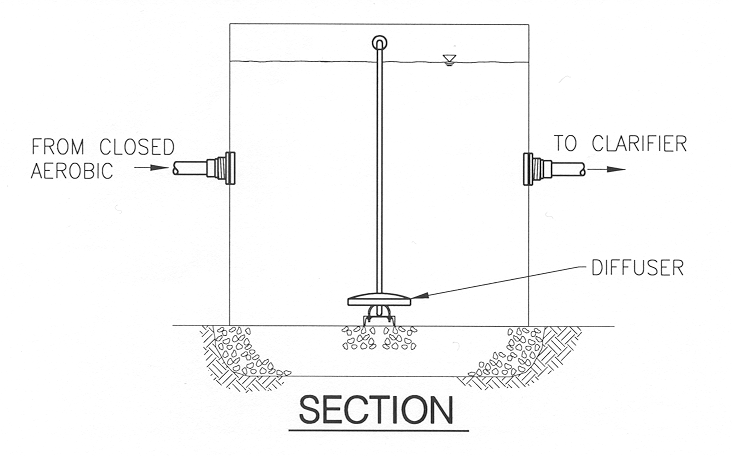 FROM CLOSED
AEROBIC
TO CLARIFIER
DIFFUSER
SECTION